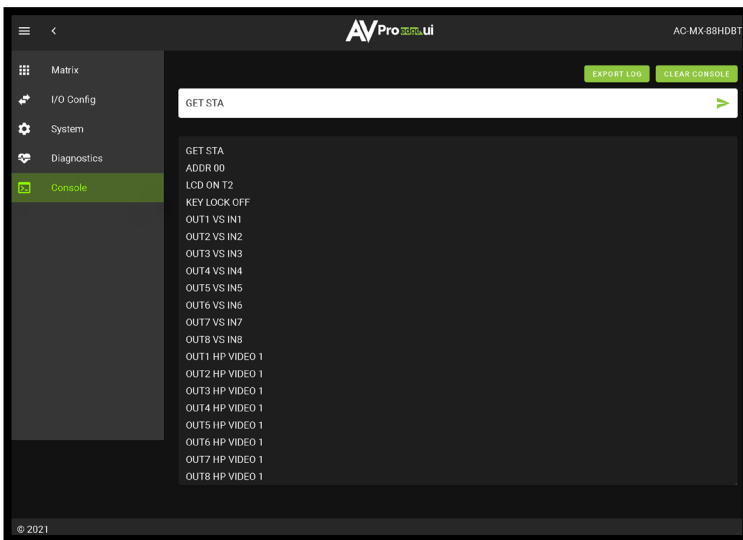 AV Pro edge.ui
AC-MX-88HDBT
Matrix
I/O Config
System
Diagnostics
Console
EXPORT LOG
CLEAR CONSOLE
GET STA
GET STA
ADDR 00
LCD ON T2
KEY LOCK OFF
OUT1 VS IN1
OUT2 VS IN2
OUT3 VS IN3
OUT4 VS IN4
OUT5 VS IN5
OUT6 VS IN6
OUT7 VS IN7
OUT8 VS IN8
OUT1 HP VIDEO 1
OUT2 HP VIDEO 1
OUT3 HP VIDEO 1
OUT4 HP VIDEO 1
OUT5 HP VIDEO 1
OUT6 HP VIDEO 1
OUT7 HP VIDEO 1
OUT8 HP VIDEO 1
© 2021